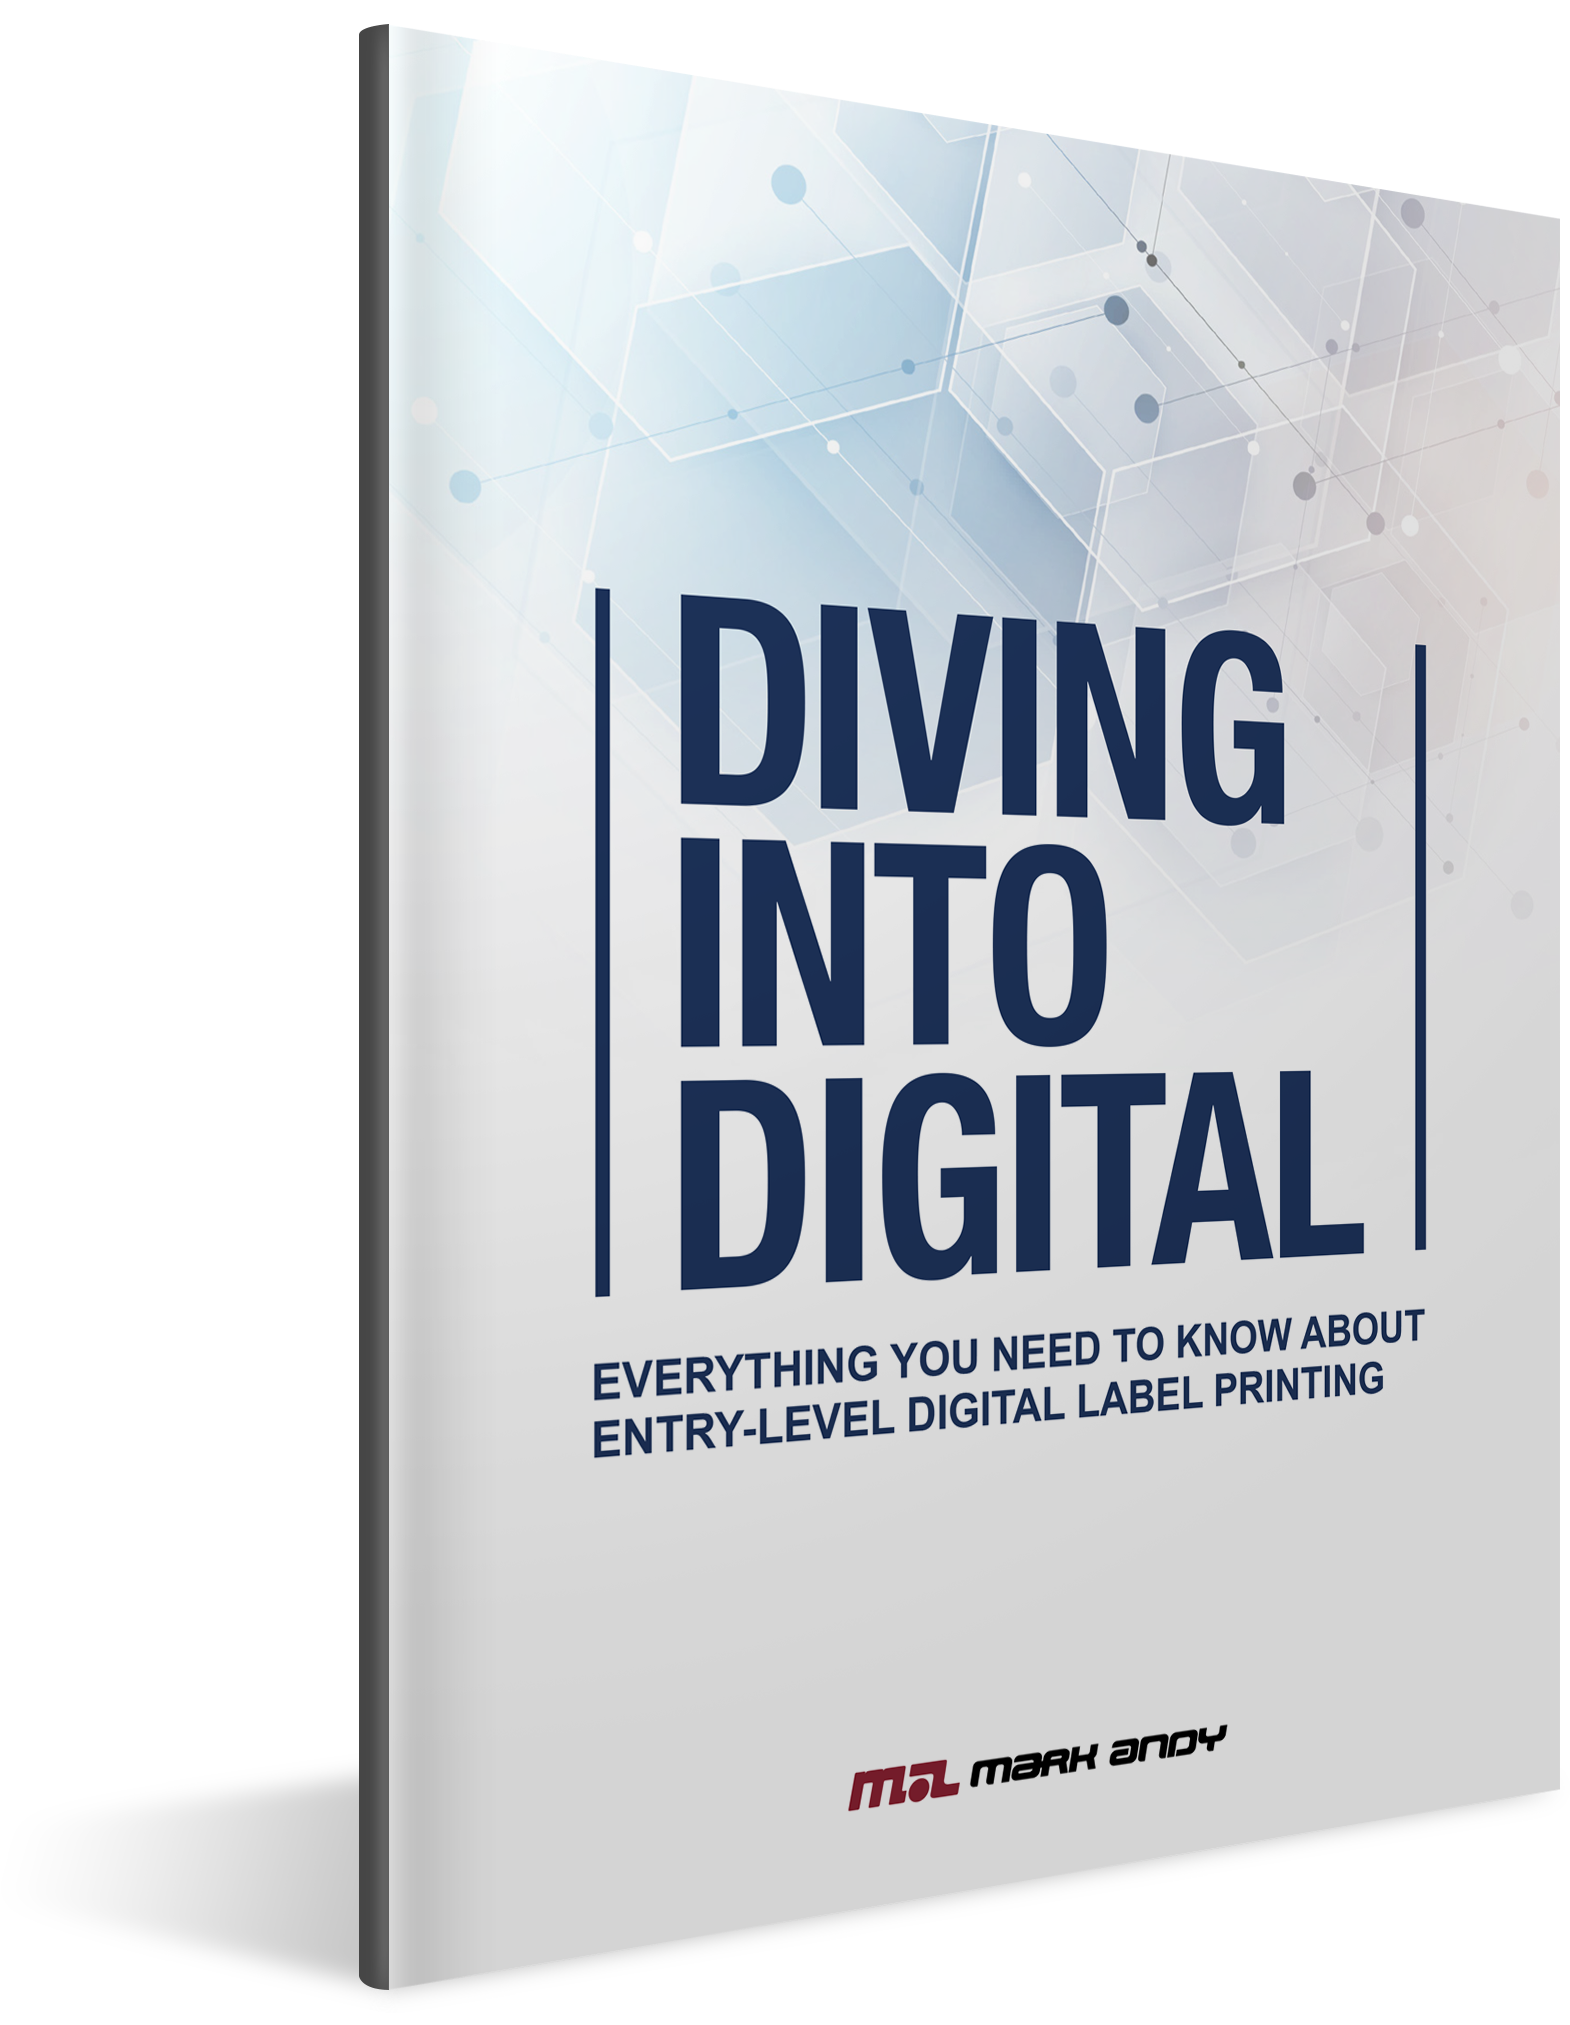 DIVING
INTO
DIGITAL
EVERYTHING YOU NEED TO KNOW ABOUT
ENTRY-LEVEL DIGITAL LABEL PRINTING
MARK ANDY